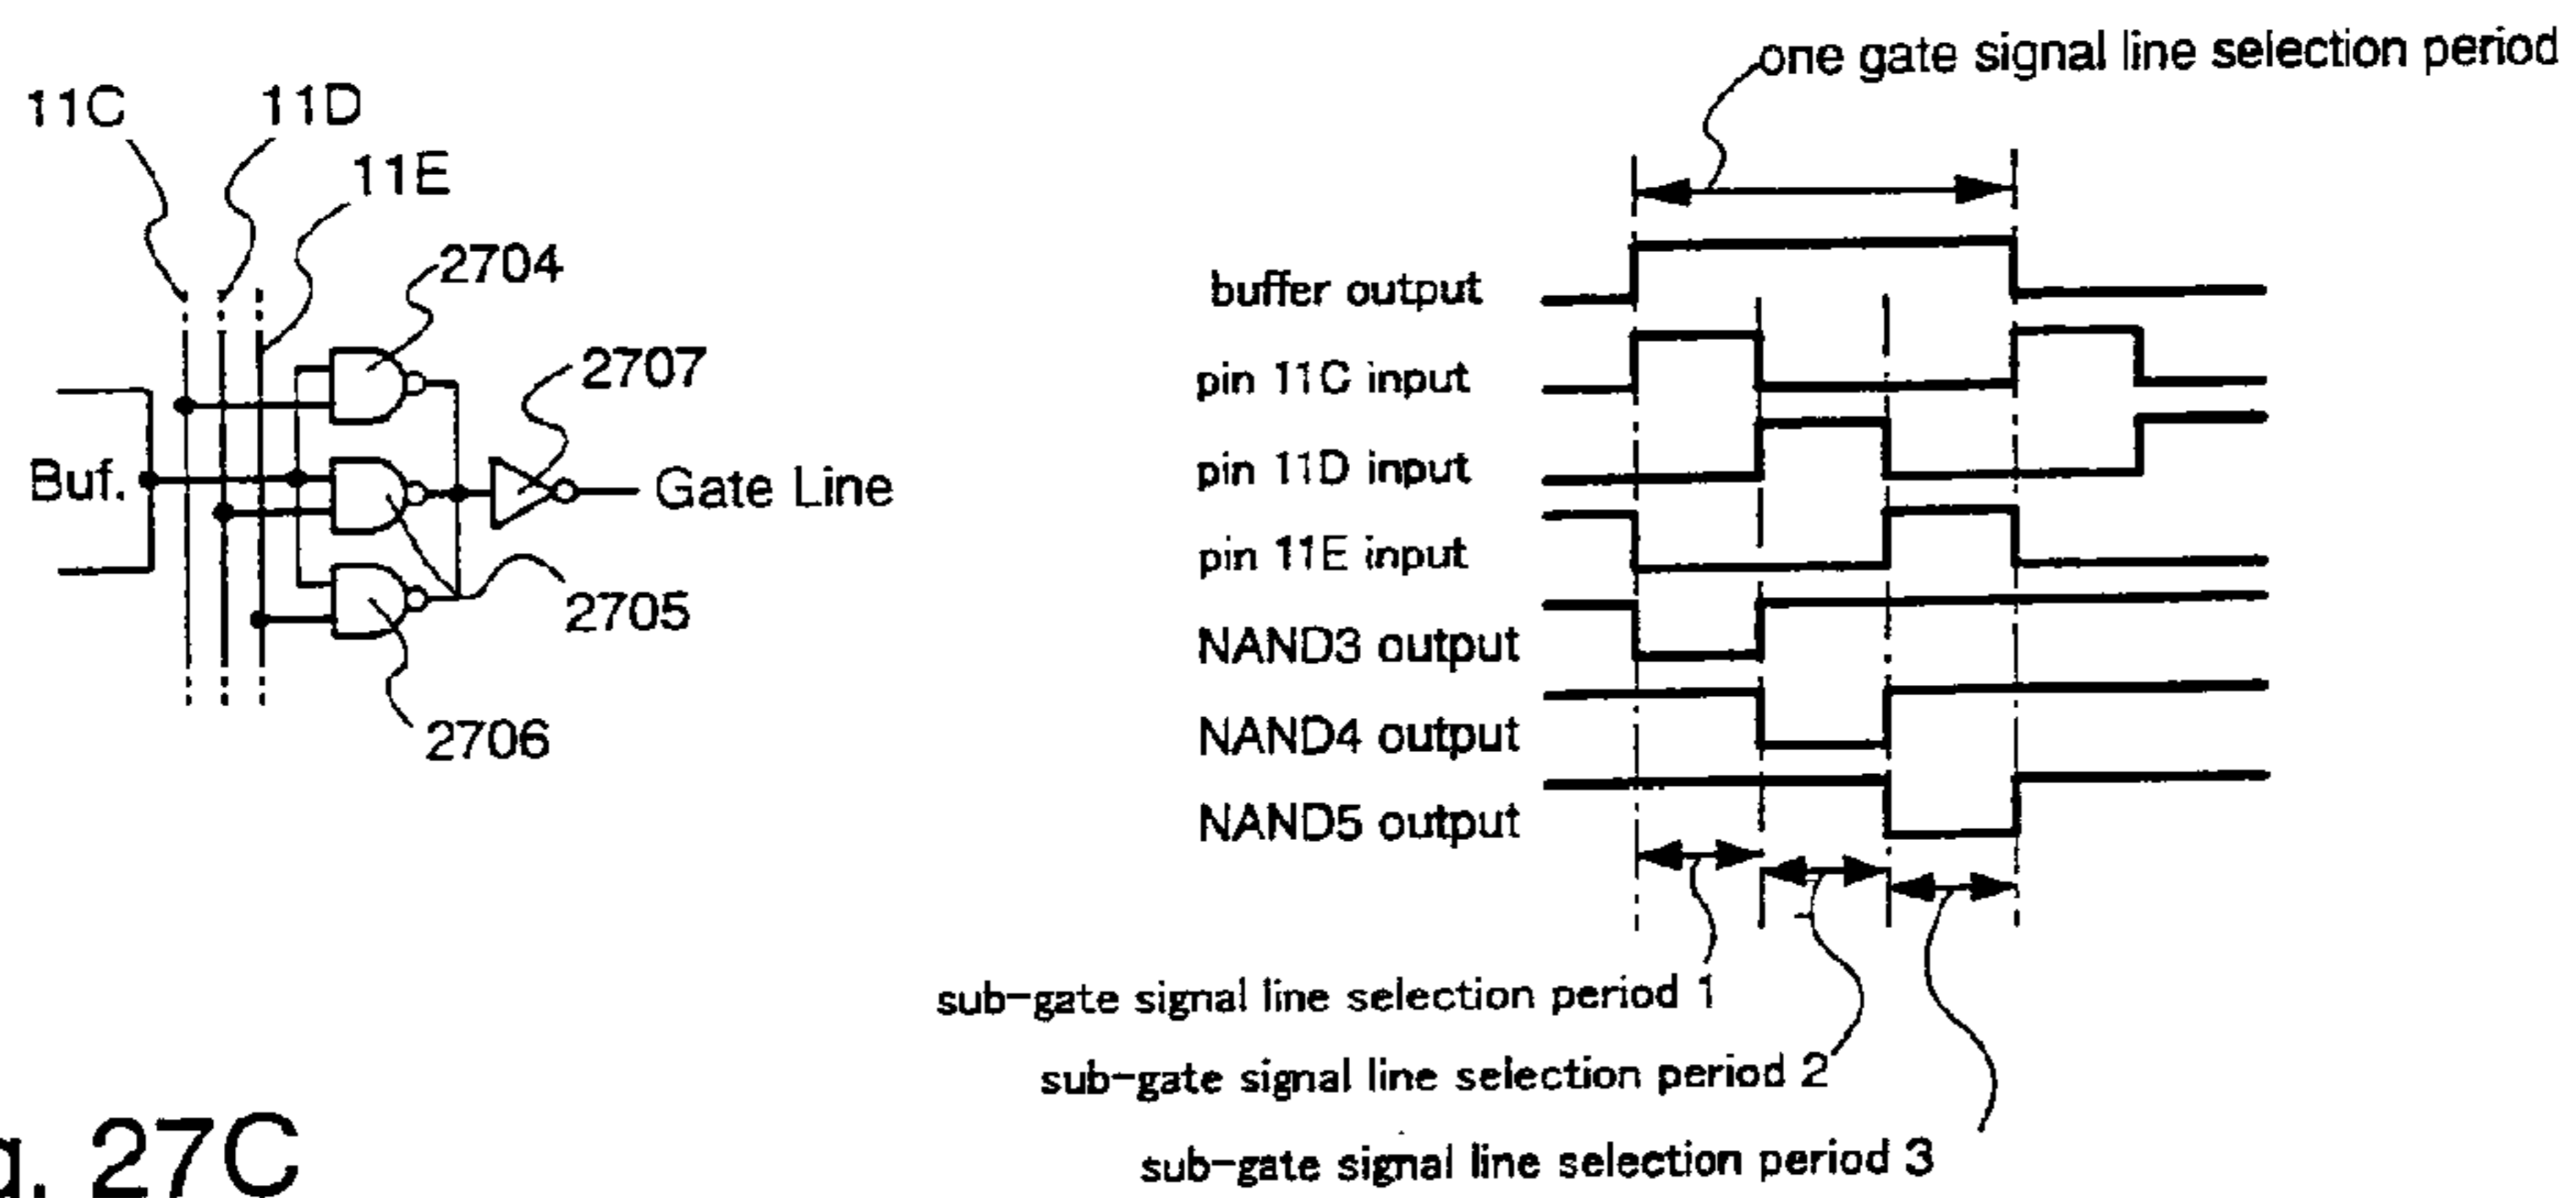 11C
11D
11E
2704
2707
Buf.
Gate Line
2705
2706
one gate signal line selection period
buffer output
pin 11C input
pin 11D input
pin 11E input
NAND3 output
NAND4 output
NAND5 output
sub-gate signal line selection period 1
sub-gate signal line selection period 2
sub-gate signal line selection period 3
g. 27C